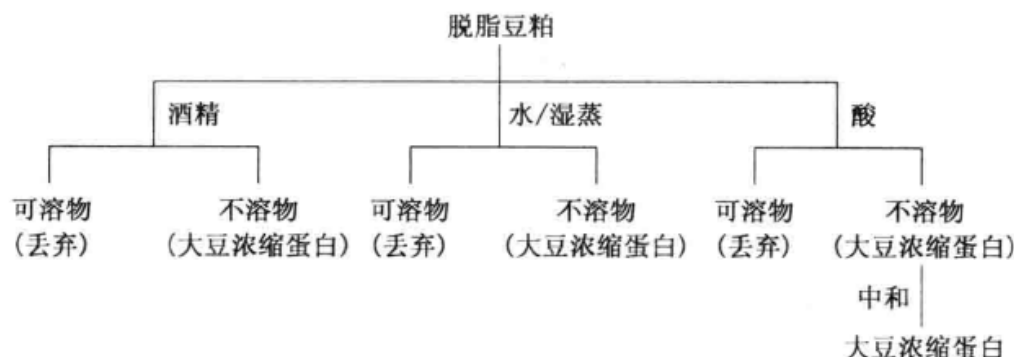 脱脂豆粕
酒精 水/湿蒸 酸
可溶物 不溶物 可溶物 不溶物 可溶物 不溶物
(丢弃) (大豆浓缩蛋白) (丢弃) (大豆浓缩蛋白) (丢弃) (大豆浓缩蛋白)
中和
大豆浓缩蛋白